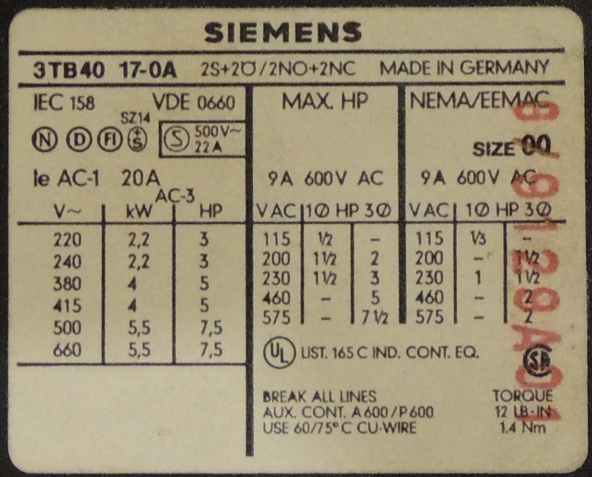 SIEMENS
3TB40 17-0A 2S+2Ö/2NO+2NC MADE IN GERMANY
IEC 158 VDE 0660
SZ14
N D FI +S S 500V~
22A
Ie AC-1 20A
AC-3
V~ kW HP
220 2,2 3
240 2,2 3
380 4 5
415 4 5
500 5,5 7,5
660 5,5 7,5
MAX. HP
9A 600V AC
VAC 1Ø HP 3Ø
115 1/2 –
200 1 1/2 2
230 1 1/2 3
460 – 5
575 – 7 1/2
NEMA/EEMAC
SIZE 00
9A 600V AC
VAC 1Ø HP 3Ø
115 1/3 –
200 – 1 1/2
230 1 1 1/2
460 – 2
575 – 2
UL LIST. 165 C IND. CONT. EQ. SA
BREAK ALL LINES TORQUE
AUX. CONT. A600/P600 12 LB·IN
USE 60/75°C CU-WIRE 1.4 Nm